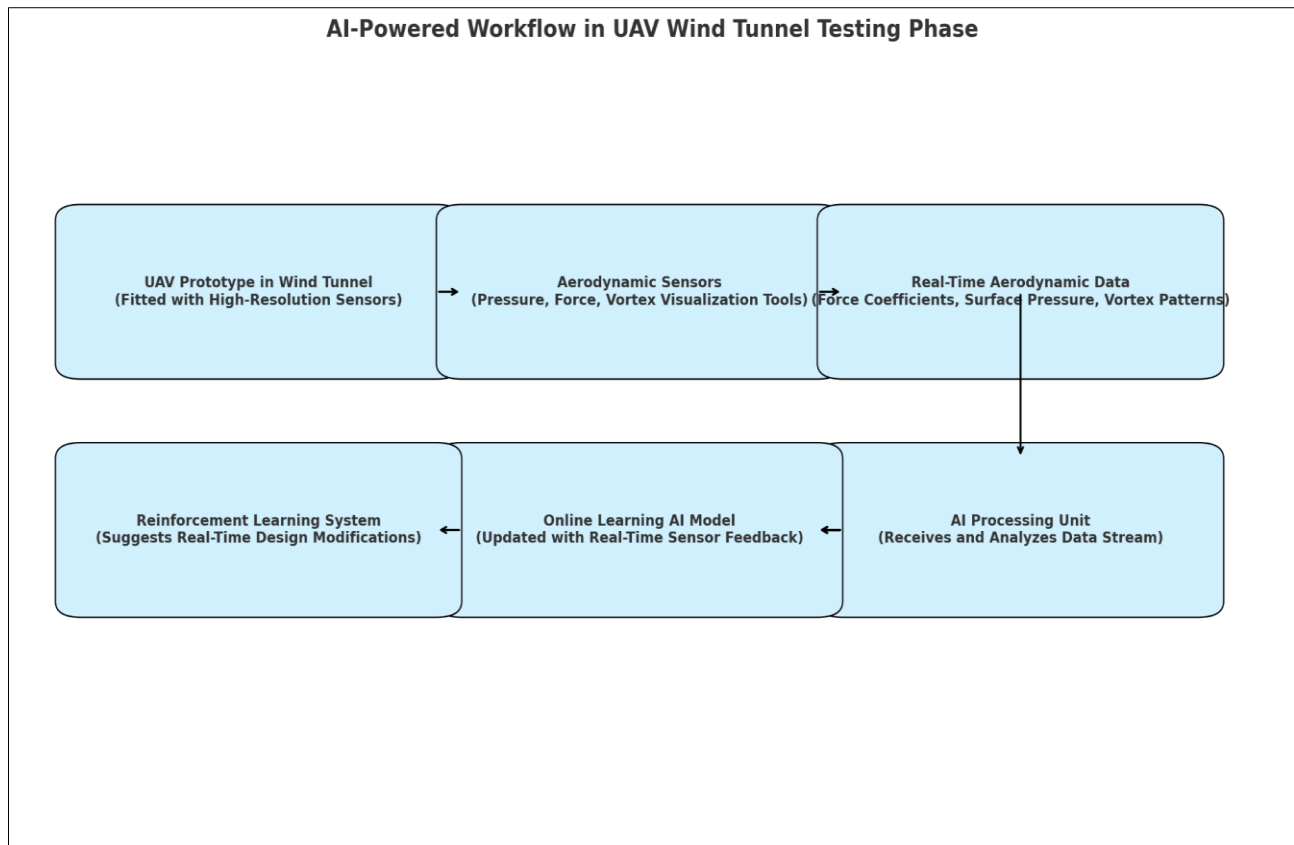 AI-Powered Workflow in UAV Wind Tunnel Testing Phase
UAV Prototype in Wind Tunnel
(Fitted with High-Resolution Sensors)
Aerodynamic Sensors
(Pressure, Force, Vortex Visualization Tools)
Real-Time Aerodynamic Data
(Force Coefficients, Surface Pressure, Vortex Patterns)
Reinforcement Learning System
(Suggests Real-Time Design Modifications)
Online Learning AI Model
(Updated with Real-Time Sensor Feedback)
AI Processing Unit
(Receives and Analyzes Data Stream)